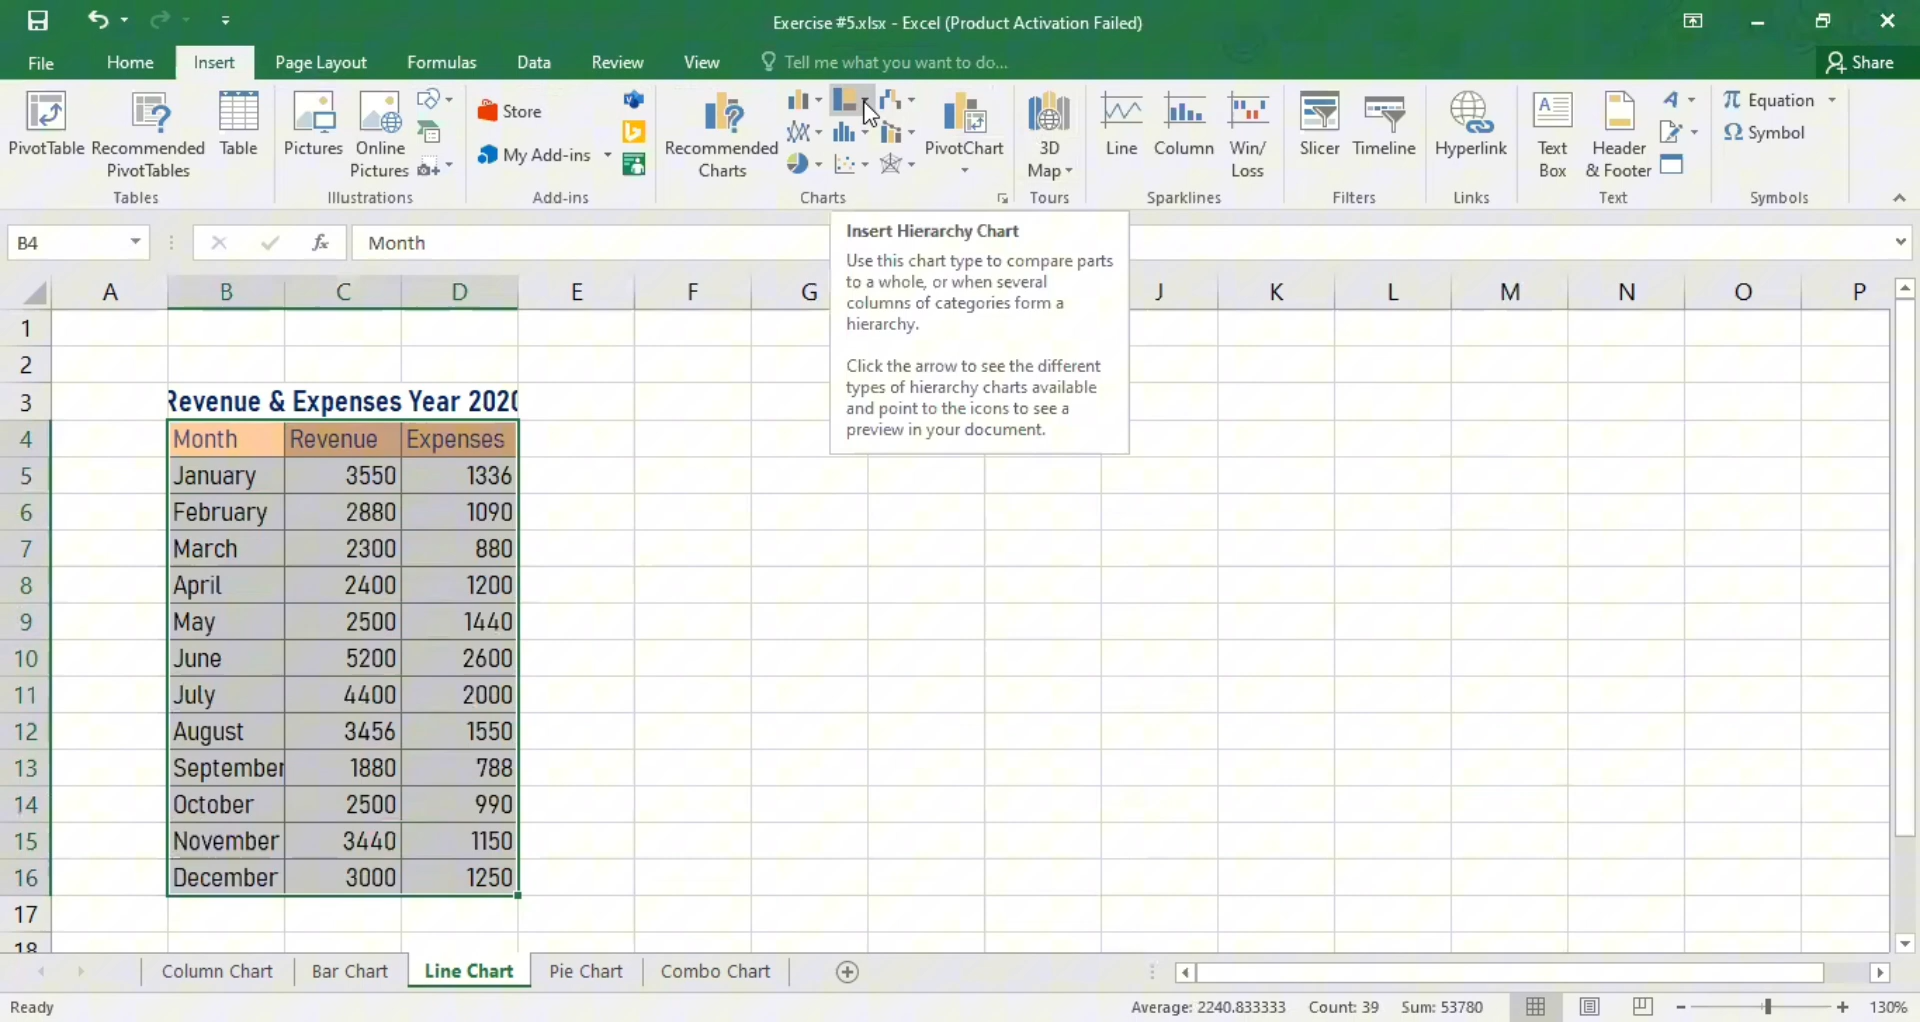 Exercise #5.xlsx - Excel (Product Activation Failed)
File Home Insert Page Layout Formulas Data Review View Tell me what you want to do... Share
PivotTable Recommended PivotTables Table
Pictures Online Pictures
Store
My Add-ins
Recommended Charts
PivotChart
3D Map
Line Column Win/ Loss
Slicer Timeline
Hyperlink
Text Box Header & Footer
π Equation
Ω Symbol
Tables Illustrations Add-ins Charts Tours Sparklines Filters Links Text Symbols
B4 fx Month
Insert Hierarchy Chart
Use this chart type to compare parts
to a whole, or when several
columns of categories form a
hierarchy.
Click the arrow to see the different
types of hierarchy charts available
and point to the icons to see a
preview in your document.
A B C D E F G J K L M N O P
1
2
3 Revenue & Expenses Year 2020
4 Month Revenue Expenses
5 January 3550 1336
6 February 2880 1090
7 March 2300 880
8 April 2400 1200
9 May 2500 1440
10 June 5200 2600
11 July 4400 2000
12 August 3456 1550
13 September 1880 788
14 October 2500 990
15 November 3440 1150
16 December 3000 1250
17
18
Column Chart Bar Chart Line Chart Pie Chart Combo Chart
Ready Average: 2240.833333 Count: 39 Sum: 53780 130%